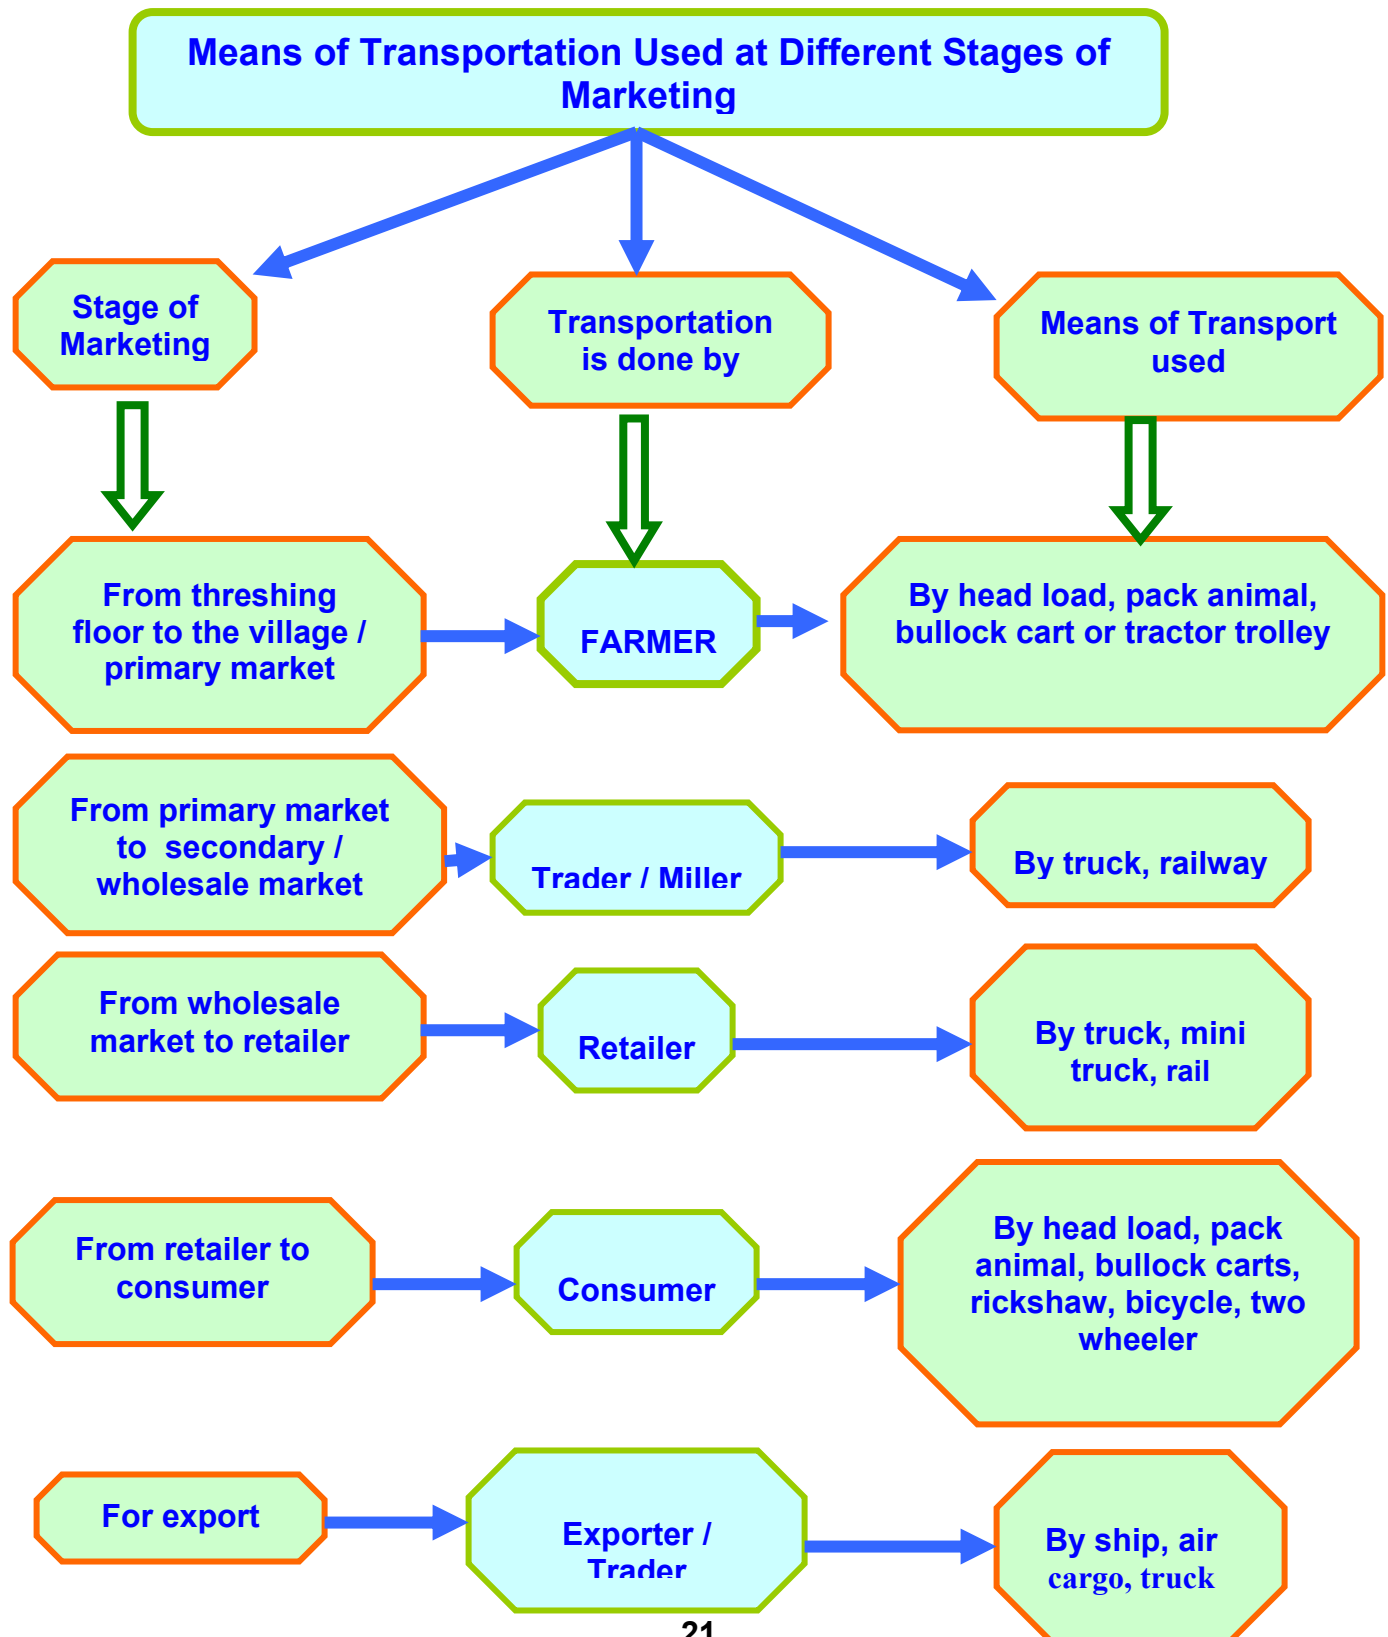 Means of Transportation Used at Different Stages of
Marketing
Stage of
Marketing
Transportation
is done by
Means of Transport
used
From threshing
floor to the village /
primary market
FARMER
By head load, pack animal,
bullock cart or tractor trolley
From primary market
to secondary /
wholesale market
Trader / Miller
By truck, railway
From wholesale
market to retailer
Retailer
By truck, mini
truck, rail
From retailer to
consumer
Consumer
By head load, pack
animal, bullock carts,
rickshaw, bicycle, two
wheeler
For export
Exporter /
Trader
By ship, air
cargo, truck
21